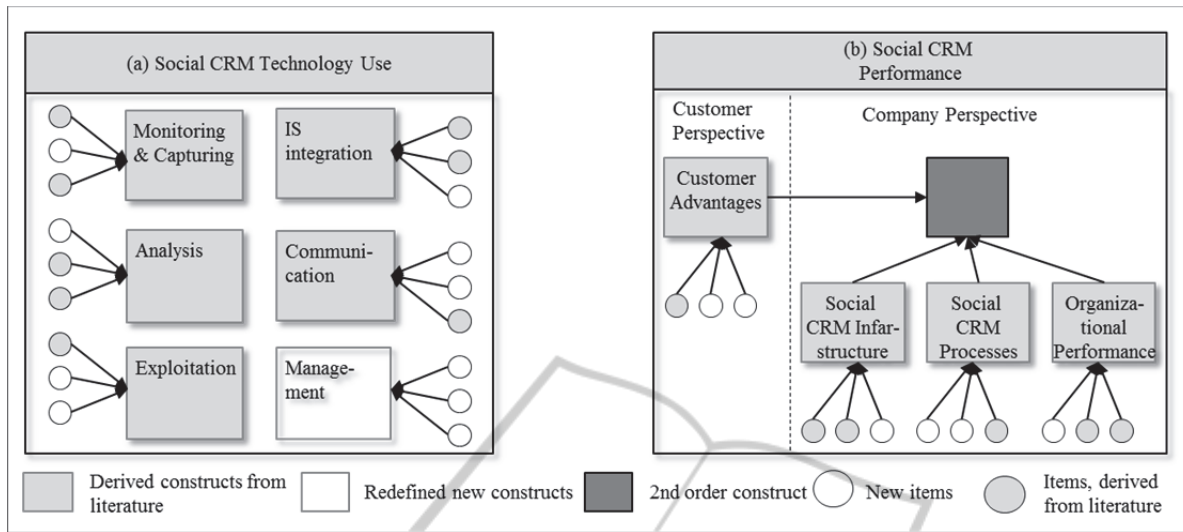 (a) Social CRM Technology Use
Monitoring
& Capturing
IS
integration
Analysis
Communi-
cation
Exploitation
Manage-
ment
(b) Social CRM
Performance
Customer
Perspective
Company Perspective
Customer
Advantages
Social
CRM Infar-
structure
Social
CRM
Processes
Organiza-
tional
Performance
Derived constructs from
literature
Redefined new constructs
2nd order construct
New items
Items, derived
from literature